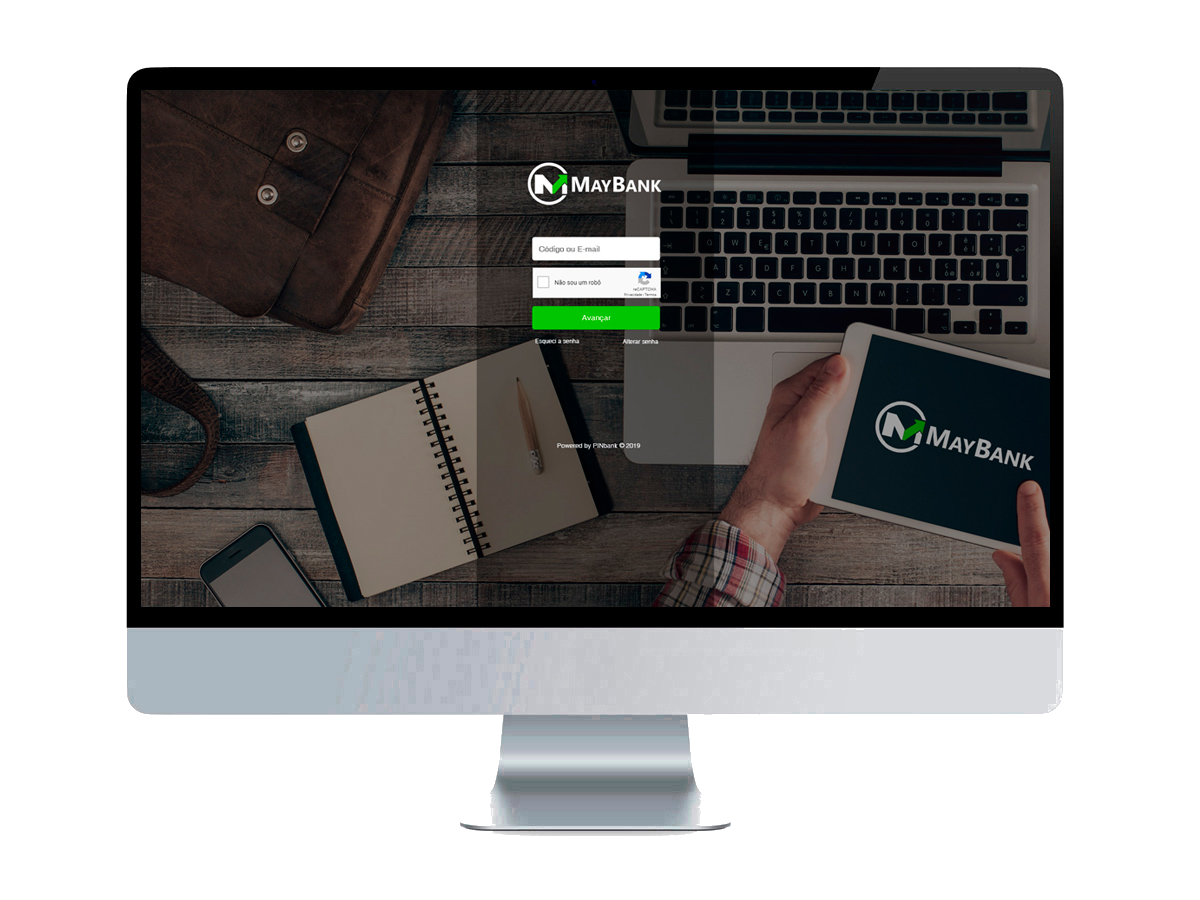 MAYBANK
Código ou E-mail
Não sou um robô
reCAPTCHA
Privacidade - Termos
Avançar
Esqueci a senha
Alterar senha
MAYBANK
Powered by PINbank © 2019